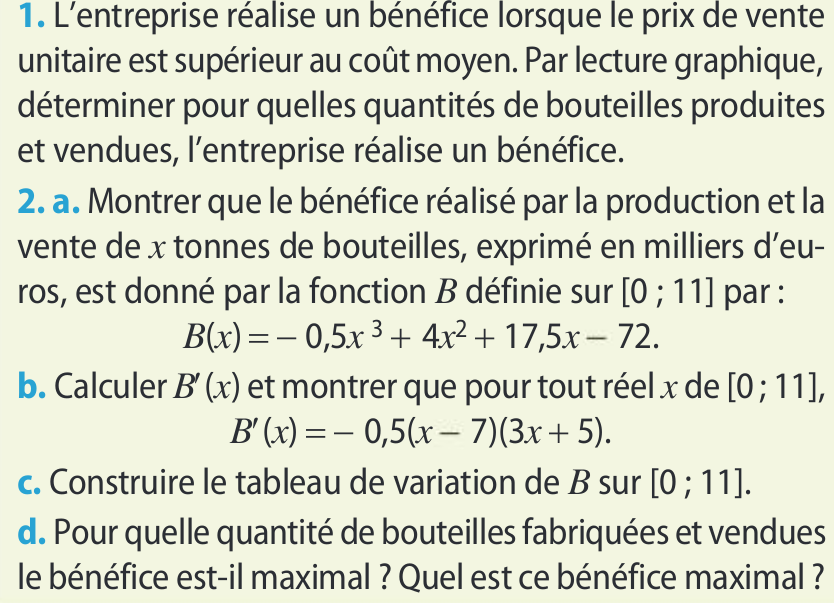 1. L'entreprise réalise un bénéfice lorsque le prix de vente
unitaire est supérieur au coût moyen. Par lecture graphique,
déterminer pour quelles quantités de bouteilles produites
et vendues, l'entreprise réalise un bénéfice.
2. a. Montrer que le bénéfice réalisé par la production et la
vente de x tonnes de bouteilles, exprimé en milliers d'eu-
ros, est donné par la fonction B définie sur [0 ; 11] par :
B(x) = − 0,5x³ + 4x² + 17,5x − 72.
b. Calculer B′(x) et montrer que pour tout réel x de [0 ; 11],
B′(x) = − 0,5(x − 7)(3x + 5).
c. Construire le tableau de variation de B sur [0 ; 11].
d. Pour quelle quantité de bouteilles fabriquées et vendues
le bénéfice est-il maximal ? Quel est ce bénéfice maximal ?